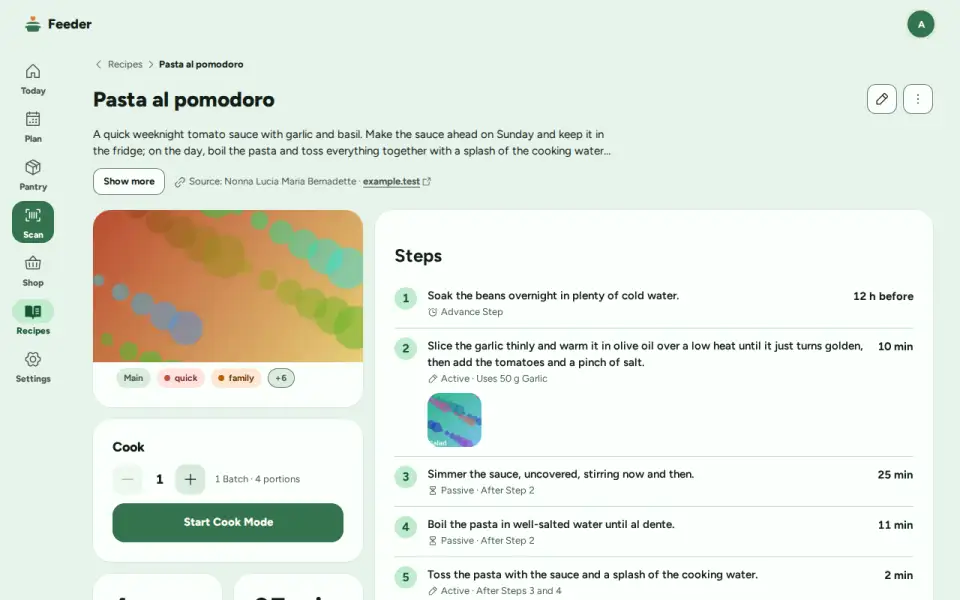 Feeder
A
Today
Plan
Pantry
Scan
Shop
Recipes
Settings
Recipes
Pasta al pomodoro
Pasta al pomodoro
A quick weeknight tomato sauce with garlic and basil. Make the sauce ahead on Sunday and keep it in
the fridge; on the day, boil the pasta and toss everything together with a splash of the cooking water...
Show more
Source: Nonna Lucia Maria Bernadette · example.test
Main
quick
family
+6
Cook
1
1 Batch · 4 portions
Start Cook Mode
Steps
1
Soak the beans overnight in plenty of cold water.
12 h before
Advance Step
2
Slice the garlic thinly and warm it in olive oil over a low heat until it just turns golden,
10 min
then add the tomatoes and a pinch of salt.
Active · Uses 50 g Garlic
3
Simmer the sauce, uncovered, stirring now and then.
25 min
Passive · After Step 2
4
Boil the pasta in well-salted water until al dente.
11 min
Passive · After Step 2
5
Toss the pasta with the sauce and a splash of the cooking water.
2 min
Active · After Steps 3 and 4